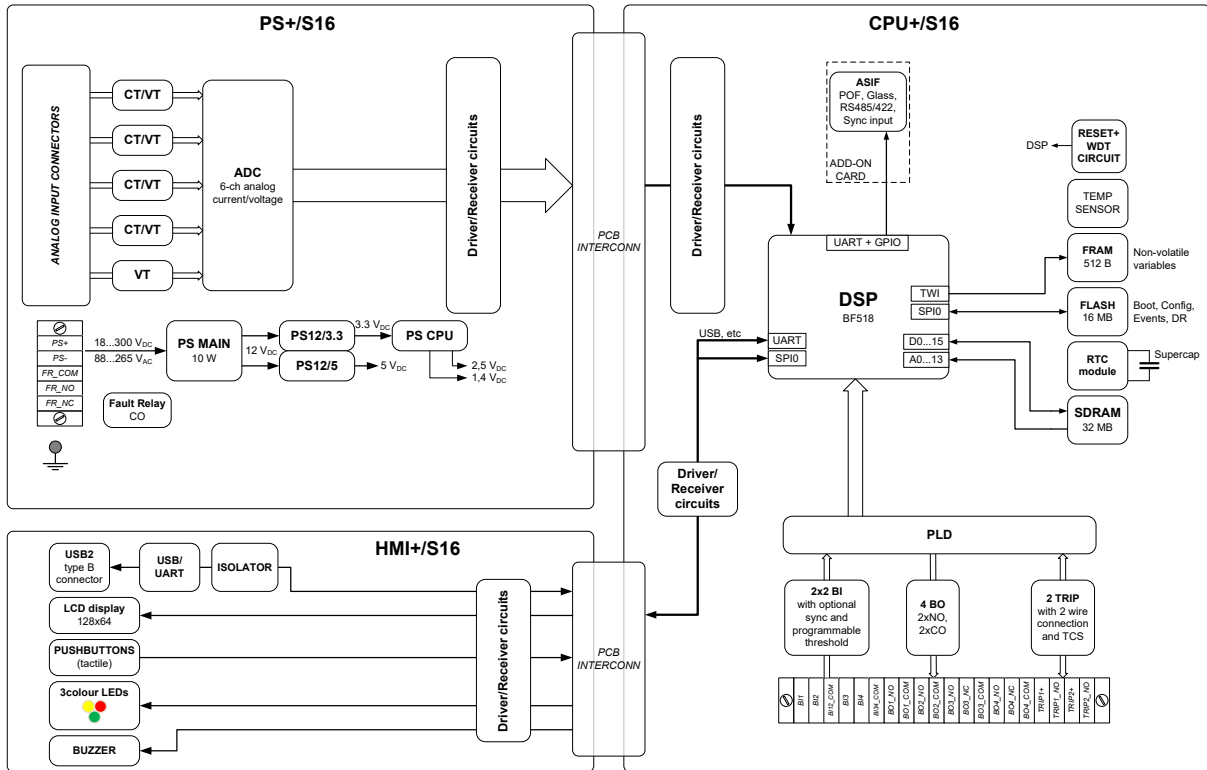 PS+/S16
ANALOG INPUT CONNECTORS
CT/VT
CT/VT
CT/VT
CT/VT
VT
ADC
6-ch analog
current/voltage
Driver/Receiver circuits
PCB
INTERCONN
PS+
PS-
FR_COM
FR_NO
FR_NC
18...300 VDC
88...265 VAC
PS MAIN
10 W
12 VDC
PS12/3.3
PS12/5
3.3 VDC
5 VDC
PS CPU
2,5 VDC
1,4 VDC
Fault Relay
CO
CPU+/S16
Driver/Receiver circuits
ASIF
POF, Glass,
RS485/422,
Sync input
ADD-ON
CARD
DSP
RESET+
WDT
CIRCUIT
TEMP
SENSOR
UART + GPIO
DSP
BF518
TWI
SPI0
D0...15
A0...13
UART
SPI0
USB, etc
FRAM
512 B
Non-volatile
variables
FLASH
16 MB
Boot, Config,
Events, DR
RTC
module
Supercap
SDRAM
32 MB
Driver/
Receiver
circuits
PLD
2x2 BI
with optional
sync and
programmable
threshold
4 BO
2xNO,
2xCO
2 TRIP
with 2 wire
connection
and TCS
BI1
BI2
BI12_COM
BI3
BI4
BI34_COM
BO1_NO
BO1_COM
BO2_NO
BO2_COM
BO3_NO
BO3_NC
BO3_COM
BO4_NO
BO4_NC
BO4_COM
TRIP1+
TRIP1_NO
TRIP2+
TRIP2_NO
HMI+/S16
USB2
type B
connector
USB/
UART
ISOLATOR
LCD display
128x64
PUSHBUTTONS
(tactile)
3colour LEDs
BUZZER
Driver/Receiver circuits
PCB
INTERCONN